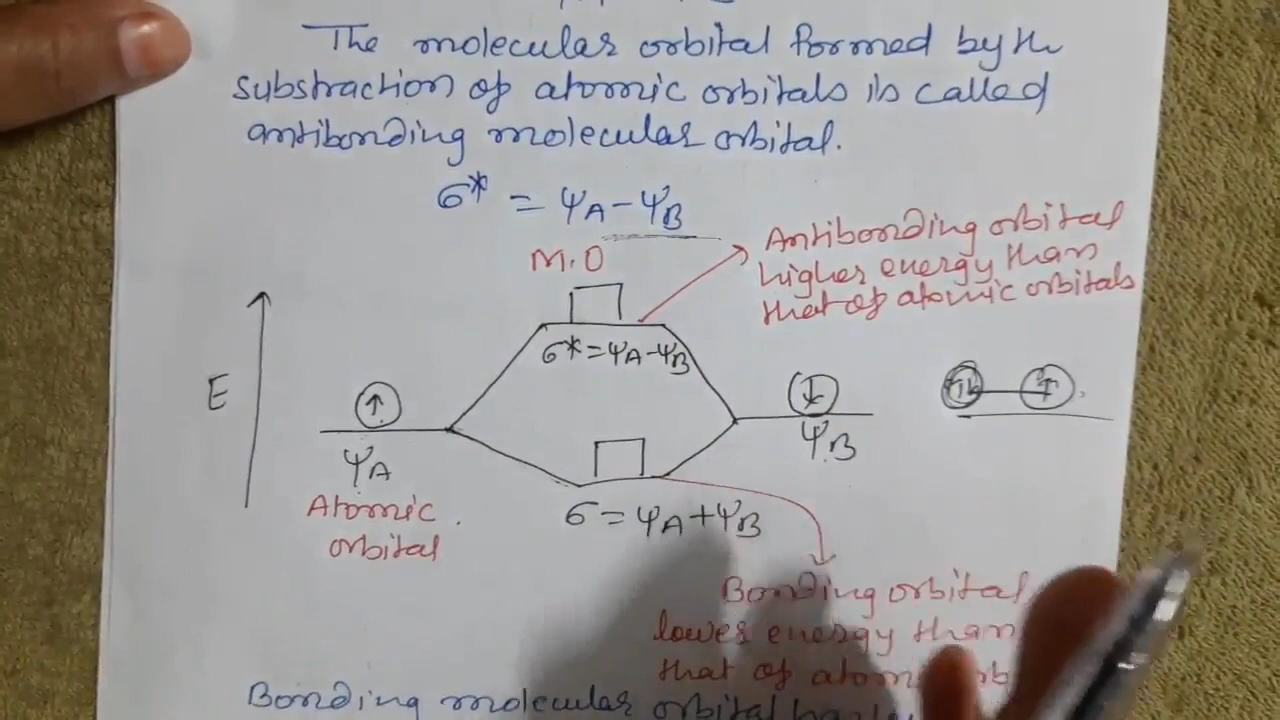 The molecular orbital formed by the
substraction of atomic orbitals is called
antibonding molecular orbital.
σ* = ψA - ψB
M.O
Antibonding orbital
higher energy than
that of atomic orbitals
σ* = ψA - ψB
E
↑
↓
ψA
ψB
Atomic
orbital
σ = ψA + ψB
Bonding orbital
lower energy than
that of
Bonding molecular orbital